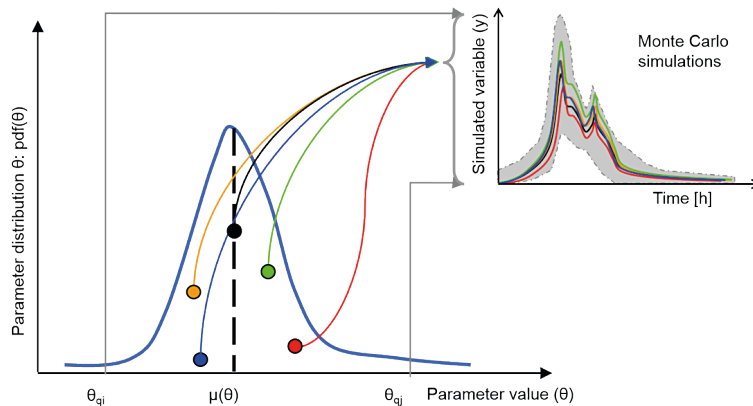 Parameter distribution θ: pdf(θ)
Simulated variable (y)
Monte Carlo
simulations
Time [h]
θqi
μ(θ)
θqj
Parameter value (θ)